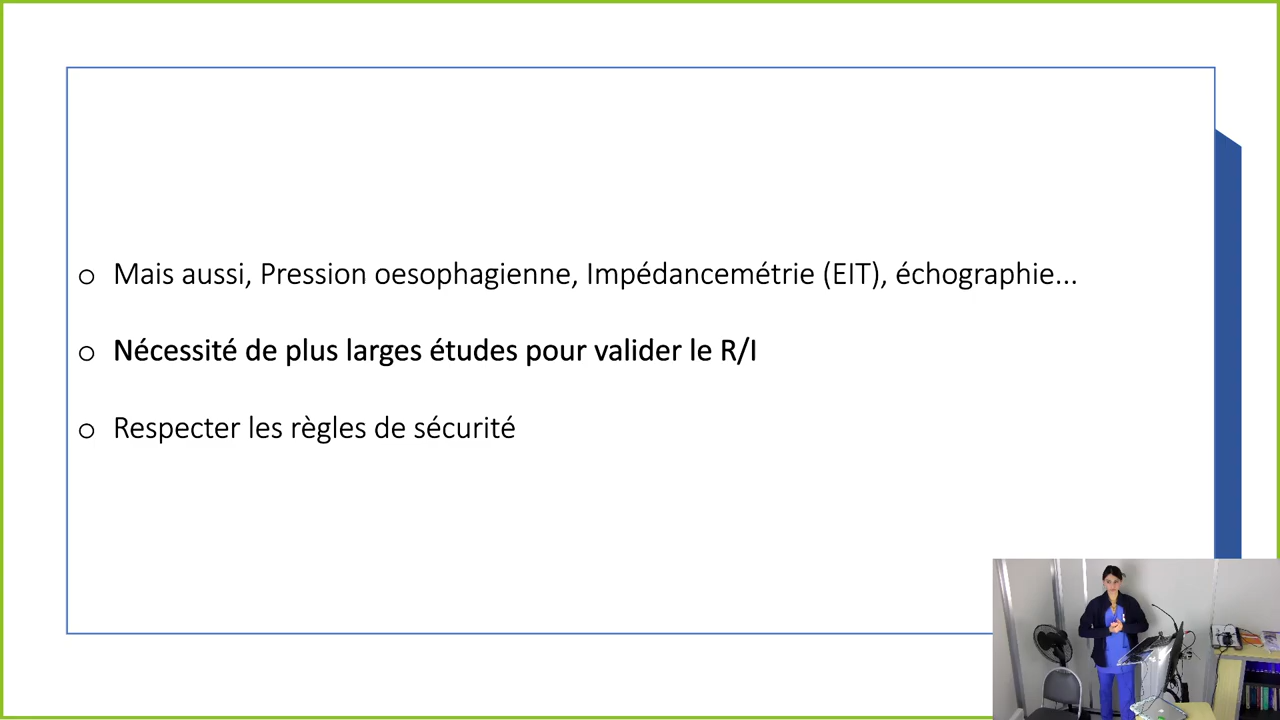 Mais aussi, Pression oesophagienne, Impédancemétrie (EIT), échographie...
Nécessité de plus larges études pour valider le R/I
Respecter les règles de sécurité